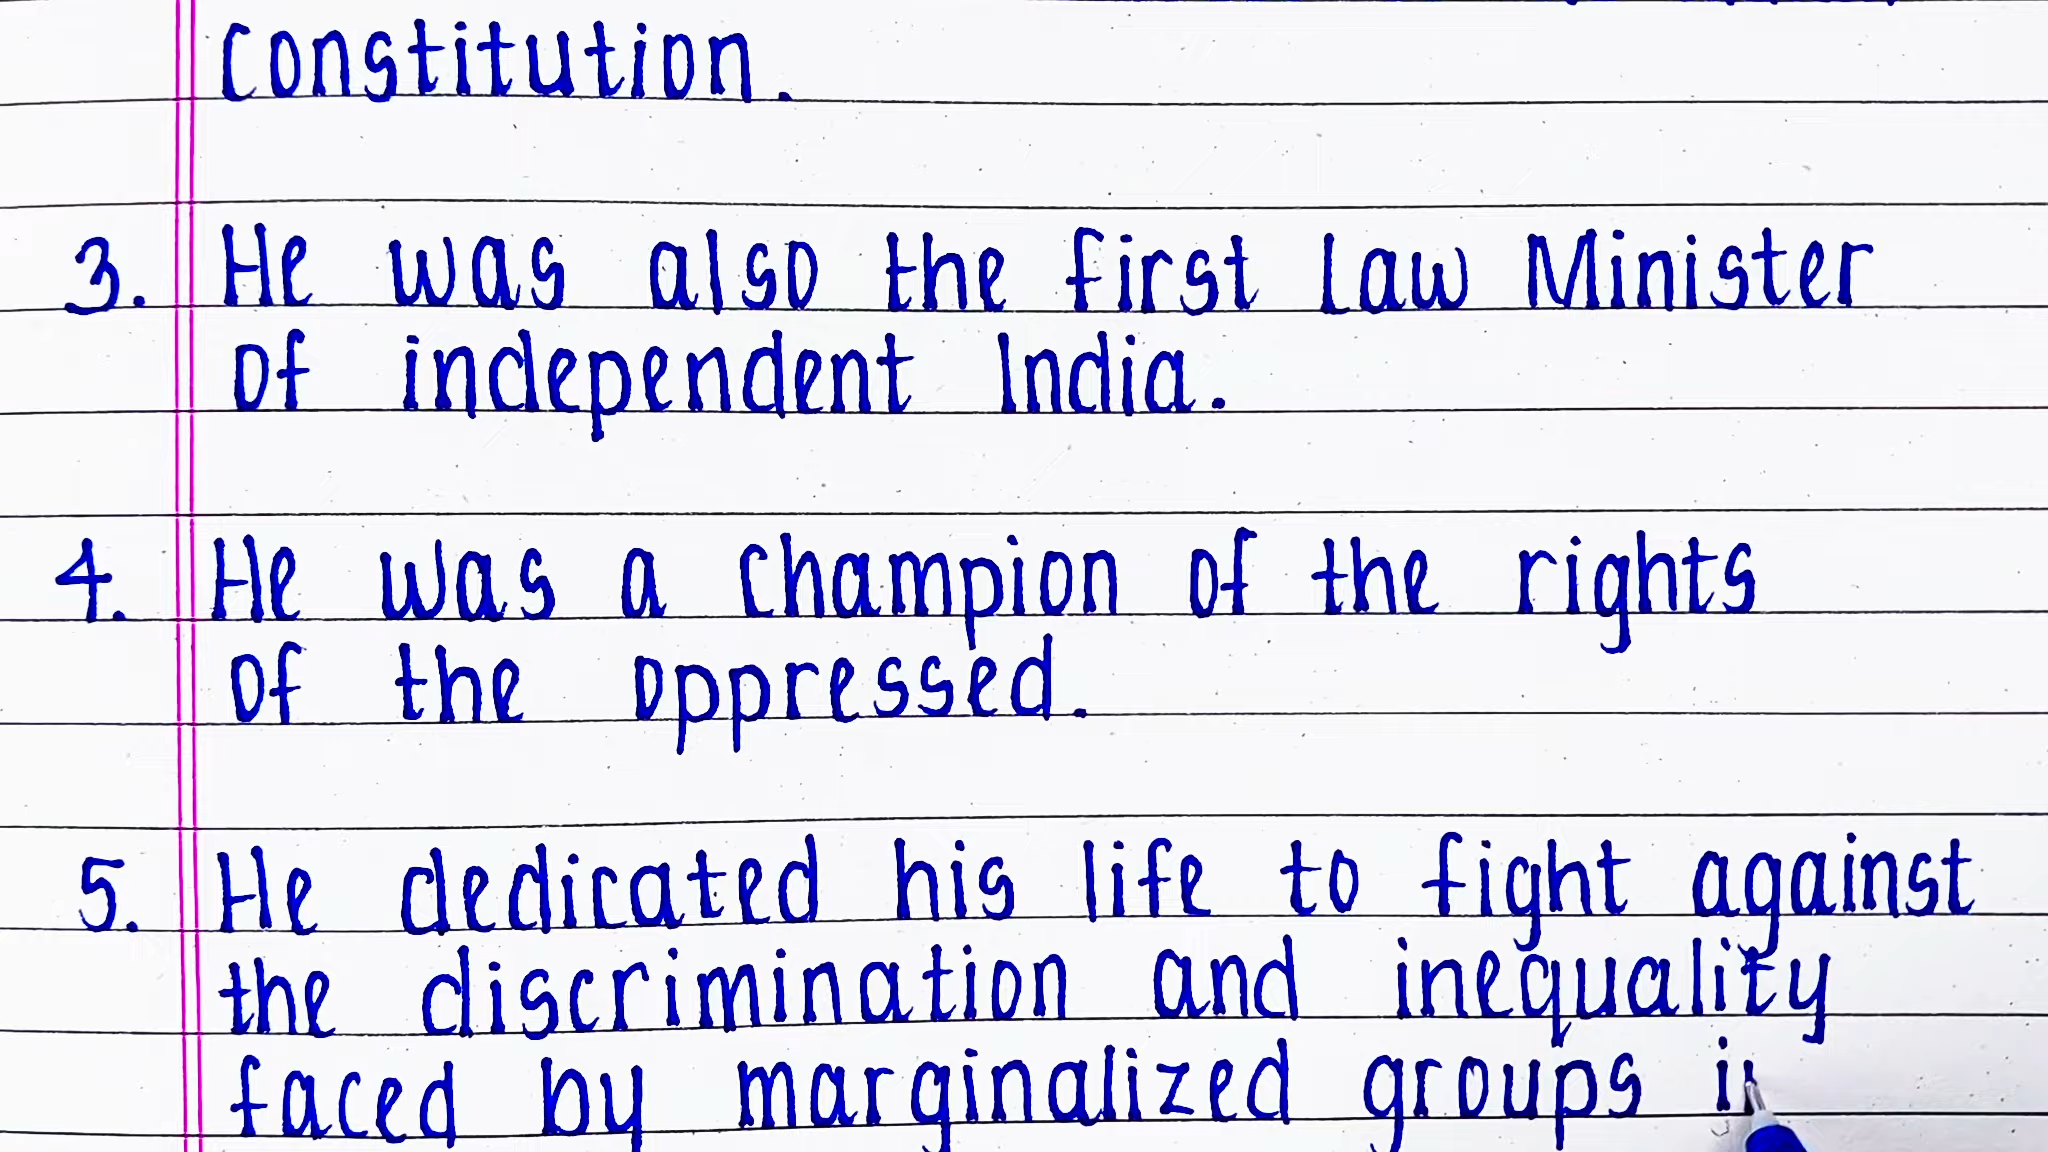 constitution.
3. He was also the first Law Minister
of independent India.
4. He was a champion of the rights
of the oppressed.
5. He dedicated his life to fight against
the discrimination and inequality
faced by marginalized groups